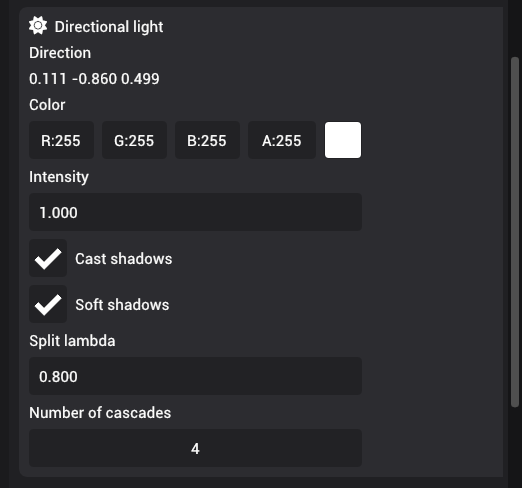 Directional light
Direction
0.111 -0.860 0.499
Color
R:255 G:255 B:255 A:255
Intensity
1.000
Cast shadows
Soft shadows
Split lambda
0.800
Number of cascades
4